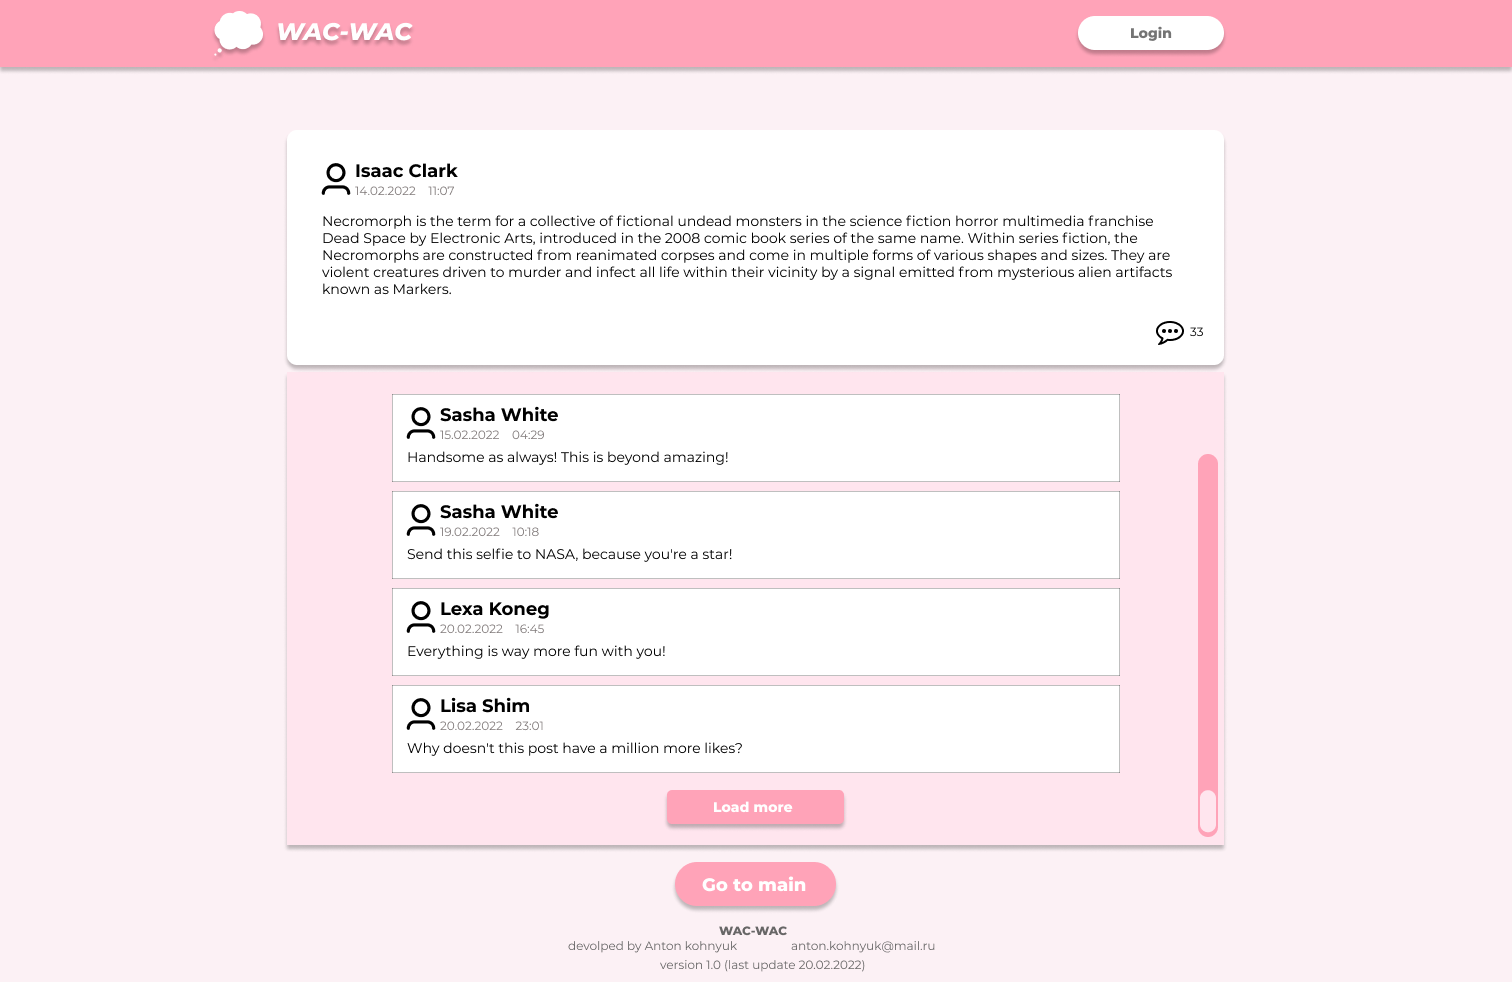 WAC-WAC
Login
Isaac Clark
14.02.2022 11:07
Necromorph is the term for a collective of fictional undead monsters in the science fiction horror multimedia franchise
Dead Space by Electronic Arts, introduced in the 2008 comic book series of the same name. Within series fiction, the
Necromorphs are constructed from reanimated corpses and come in multiple forms of various shapes and sizes. They are
violent creatures driven to murder and infect all life within their vicinity by a signal emitted from mysterious alien artifacts
known as Markers.
33
Sasha White
15.02.2022 04:29
Handsome as always! This is beyond amazing!
Sasha White
19.02.2022 10:18
Send this selfie to NASA, because you're a star!
Lexa Koneg
20.02.2022 16:45
Everything is way more fun with you!
Lisa Shim
20.02.2022 23:01
Why doesn't this post have a million more likes?
Load more
Go to main
WAC-WAC
devolped by Anton kohnyuk anton.kohnyuk@mail.ru
version 1.0 (last update 20.02.2022)